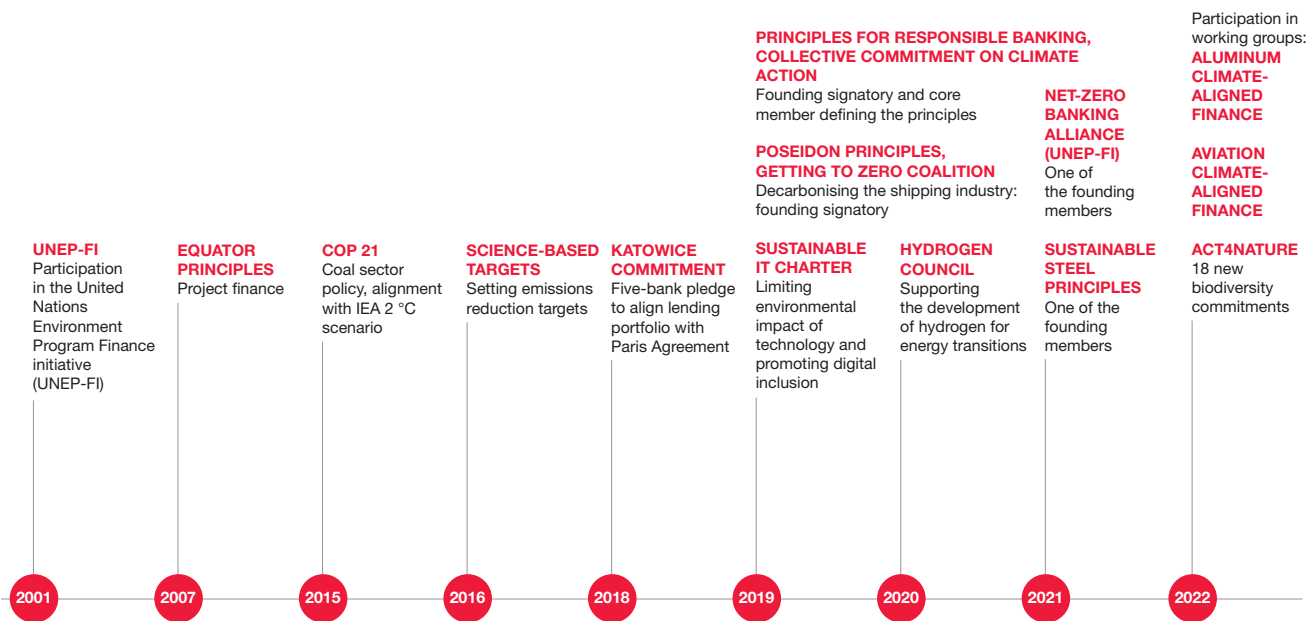 UNEP-FI
Participation
in the United
Nations
Environment
Program Finance
initiative
(UNEP-FI)
2001
EQUATOR
PRINCIPLES
Project finance
2007
COP 21
Coal sector
policy, alignment
with IEA 2 °C
scenario
2015
SCIENCE-BASED
TARGETS
Setting emissions
reduction targets
2016
KATOWICE
COMMITMENT
Five-bank pledge
to align lending
portfolio with
Paris Agreement
2018
PRINCIPLES FOR RESPONSIBLE BANKING,
COLLECTIVE COMMITMENT ON CLIMATE
ACTION
Founding signatory and core
member defining the principles
POSEIDON PRINCIPLES,
GETTING TO ZERO COALITION
Decarbonising the shipping industry:
founding signatory
SUSTAINABLE
IT CHARTER
Limiting
environmental
impact of
technology and
promoting digital
inclusion
2019
HYDROGEN
COUNCIL
Supporting
the development
of hydrogen for
energy transitions
2020
NET-ZERO
BANKING
ALLIANCE
(UNEP-FI)
One of
the founding
members
SUSTAINABLE
STEEL
PRINCIPLES
One of the
founding
members
2021
Participation in
working groups:
ALUMINUM
CLIMATE-
ALIGNED
FINANCE
AVIATION
CLIMATE-
ALIGNED
FINANCE
ACT4NATURE
18 new
biodiversity
commitments
2022